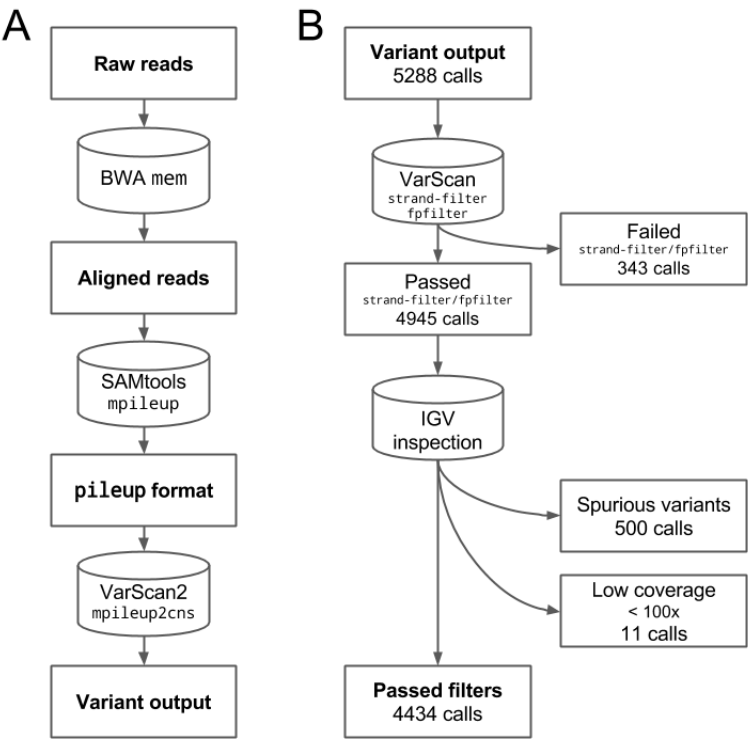 A
Raw reads
BWA mem
Aligned reads
SAMtools
mpileup
pileup format
VarScan2
mpileup2cns
Variant output
B
Variant output
5288 calls
VarScan
strand-filter
fpfilter
Failed
strand-filter/fpfilter
343 calls
Passed
strand-filter/fpfilter
4945 calls
IGV
inspection
Spurious variants
500 calls
Low coverage
< 100x
11 calls
Passed filters
4434 calls